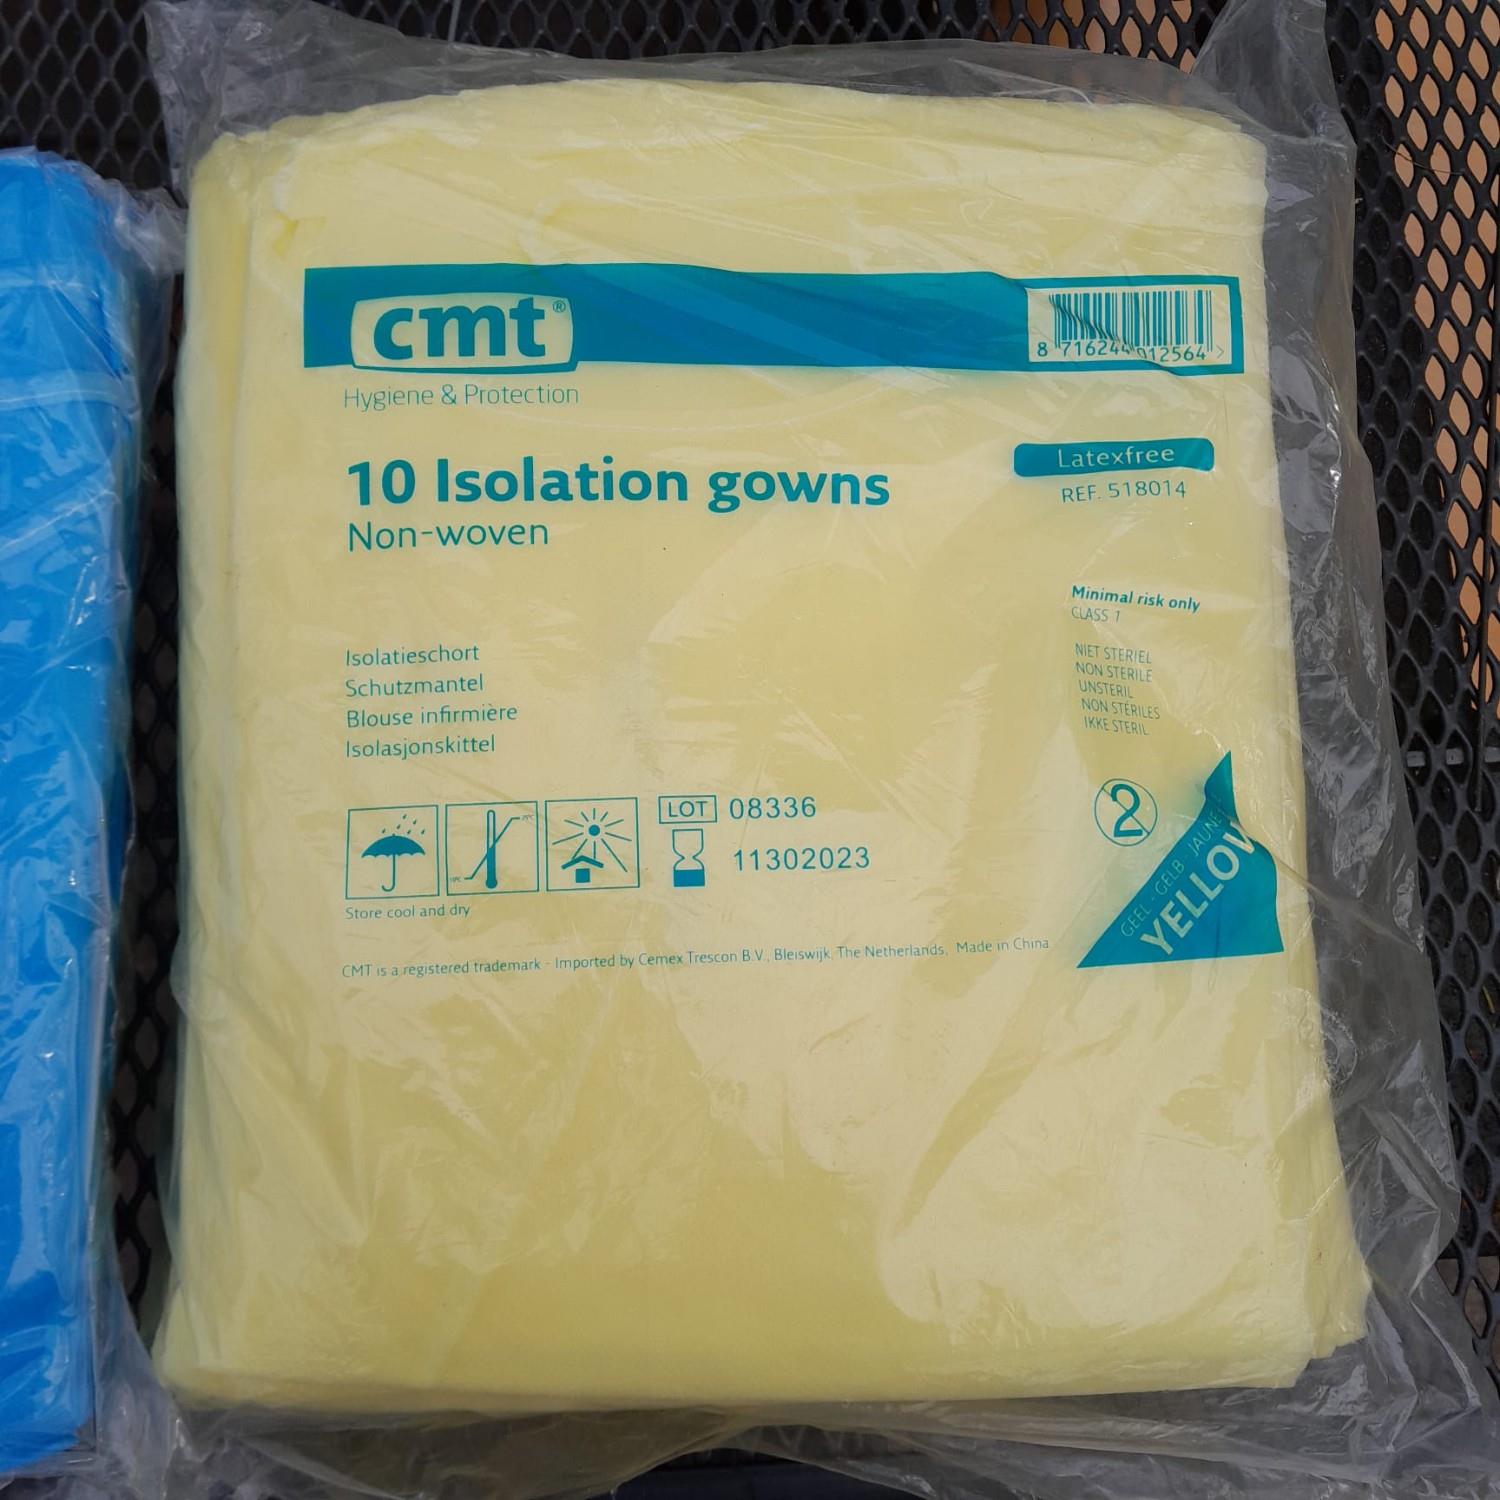 cmt®
8 716244 012564 >
Hygiene & Protection
10 Isolation gowns
Non-woven
Latexfree
REF. 518014
Minimal risk only
CLASS 1
NIET STERIEL
NON STERILE
UNSTERIL
NON STÉRILES
IKKE STERIL
Isolatieschort
Schutzmantel
Blouse infirmière
Isolasjonskittel
LOT 08336
11302023
2
Store cool and dry
GEEL - GELB - JAUNE
YELLOW
CMT is a registered trademark - Imported by Cemex Trescon B.V., Bleiswijk, The Netherlands, Made in China